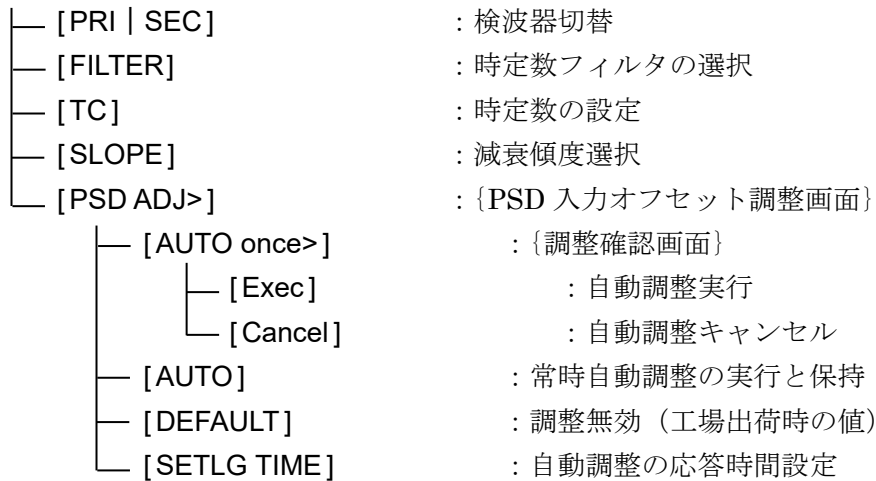 [PRI｜SEC] : 検波器切替
[FILTER] : 時定数フィルタの選択
[TC] : 時定数の設定
[SLOPE] : 減衰傾度選択
[PSD ADJ>] : {PSD 入力オフセット調整画面}
[AUTO once>] : {調整確認画面}
[Exec] : 自動調整実行
[Cancel] : 自動調整キャンセル
[AUTO] : 常時自動調整の実行と保持
[DEFAULT] : 調整無効（工場出荷時の値）
[SETLG TIME] : 自動調整の応答時間設定